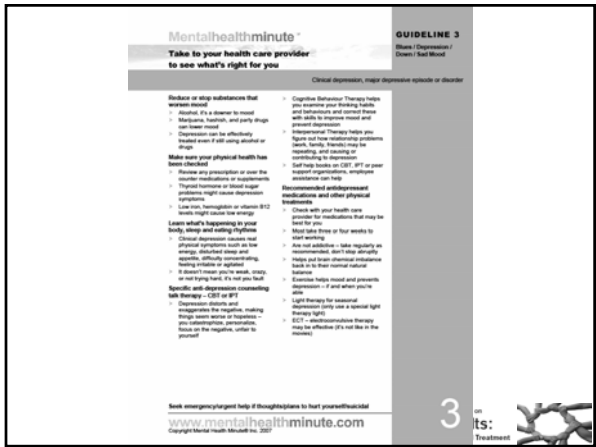 Mentalhealthminute™
GUIDELINE 3
Blues / Depression /
Down / Sad Mood
Take to your health care provider
to see what's right for you
Clinical depression, major depressive episode or disorder
Reduce or stop substances that
worsen mood
> Alcohol, it's a downer to mood
> Marijuana, hashish, and party drugs
can lower mood
> Depression can be effectively
treated even if still using alcohol or
drugs
Make sure your physical health has
been checked
> Review any prescription or over the
counter medications or supplements
> Thyroid hormone or blood sugar
problems might cause depression
symptoms
> Low iron, hemoglobin or vitamin B12
levels might cause low energy
Learn what's happening in your
body, sleep and eating rhythms
> Clinical depression causes real
physical symptoms such as low
energy, disturbed sleep and
appetite, difficulty concentrating,
feeling irritable or agitated
> It doesn't mean you're weak, crazy,
or not trying hard, it's not you fault
Specific anti-depression counseling
talk therapy – CBT or IPT
> Depression distorts and
exaggerates the negative, making
things seem worse or hopeless –
you catastrophize, personalize,
focus on the negative, unfair to
yourself
> Cognitive Behaviour Therapy helps
you examine your thinking habits
and behaviours and correct these
with skills to improve mood and
prevent depression
> Interpersonal Therapy helps you
figure out how relationship problems
(work, family, friends) may be
repeating, and causing or
contributing to depression
> Self help books on CBT, IPT or peer
support organizations, employee
assistance can help
Recommended antidepressant
medications and other physical
treatments
> Check with your health care
provider for medications that may be
best for you
> Most take three or four weeks to
start working
> Are not addictive – take regularly as
recommended, don't stop abruptly
> Helps put brain chemical imbalance
back in to their normal natural
balance
> Exercise helps mood and prevents
depression – if and when you're
able
> Light therapy for seasonal
depression (only use a special light
therapy light)
> ECT – electroconvulsive therapy
may be effective (it's not like in the
movies)
Seek emergency/urgent help if thoughts/plans to hurt yourself/suicidal
www.mentalhealthminute.com
Copyright Mental Health Minute® Inc. 2007
3
on
lts:
Treatment